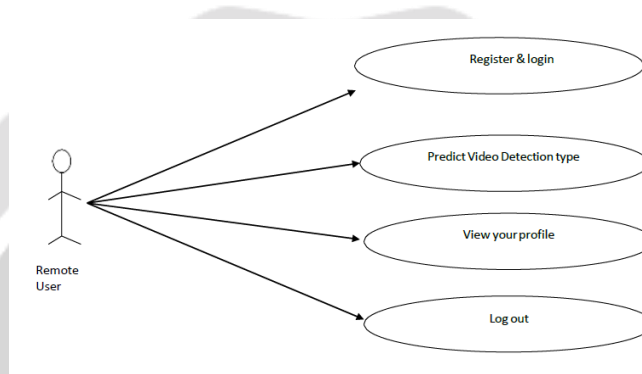 Register & login
Predict Video Detection type
View your profile
Remote
User
Log out